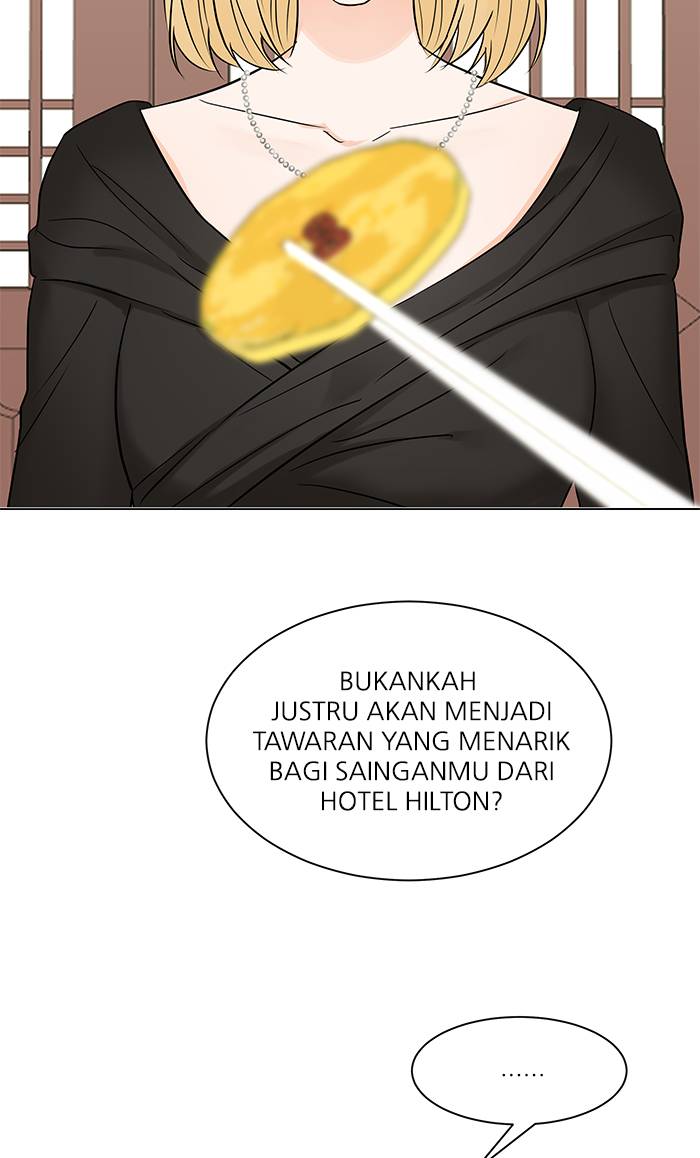 BUKANKAH
JUSTRU AKAN MENJADI
TAWARAN YANG MENARIK
BAGI SAINGANMU DARI
HOTEL HILTON?
......